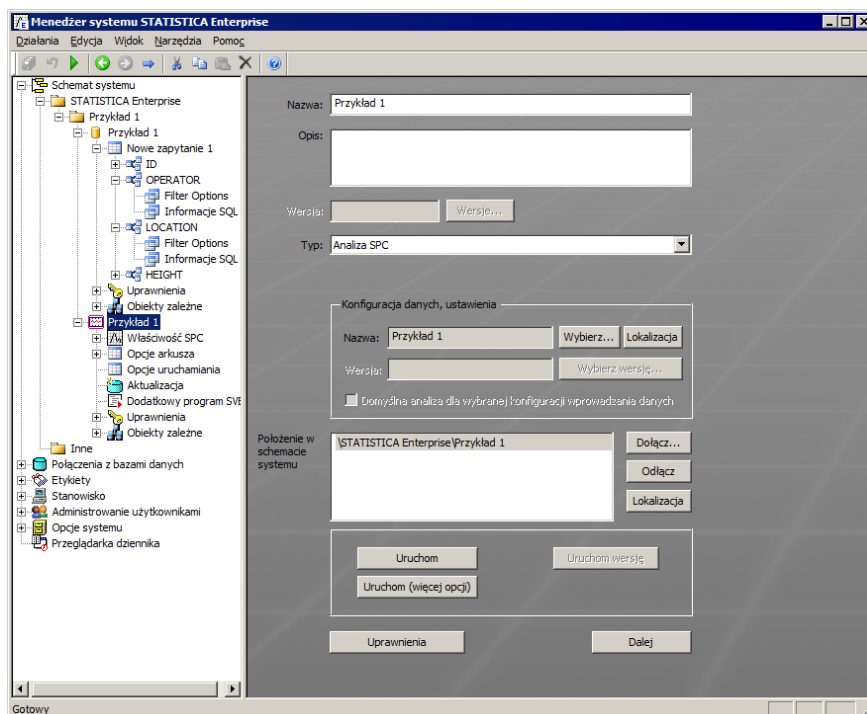 Menedżer systemu STATISTICA Enterprise
Działania Edycja Widok Narzędzia Pomoc
Schemat systemu
STATISTICA Enterprise
Przykład 1
Przykład 1
Nowe zapytanie 1
ID
OPERATOR
Filter Options
Informacje SQL
LOCATION
Filter Options
Informacje SQL
HEIGHT
Uprawnienia
Obiekty zależne
Przykład 1
Właściwość SPC
Opcje arkusza
Opcje uruchamiania
Aktualizacja
Dodatkowy program SVB
Uprawnienia
Obiekty zależne
Inne
Połączenia z bazami danych
Etykiety
Stanowisko
Administrowanie użytkownikami
Opcje systemu
Przeglądarka dziennika
Nazwa: Przykład 1
Opis:
Wersja: Wersje...
Typ: Analiza SPC
Konfiguracja danych, ustawienia
Nazwa: Przykład 1 Wybierz... Lokalizacja
Wersja: Wybierz wersję...
Domyślna analiza dla wybranej konfiguracji wprowadzania danych
Położenie w schemacie systemu
\STATISTICA Enterprise\Przykład 1
Dołącz...
Odłącz
Lokalizacja
Uruchom Uruchom wersję
Uruchom (więcej opcji)
Uprawnienia Dalej
Gotowy